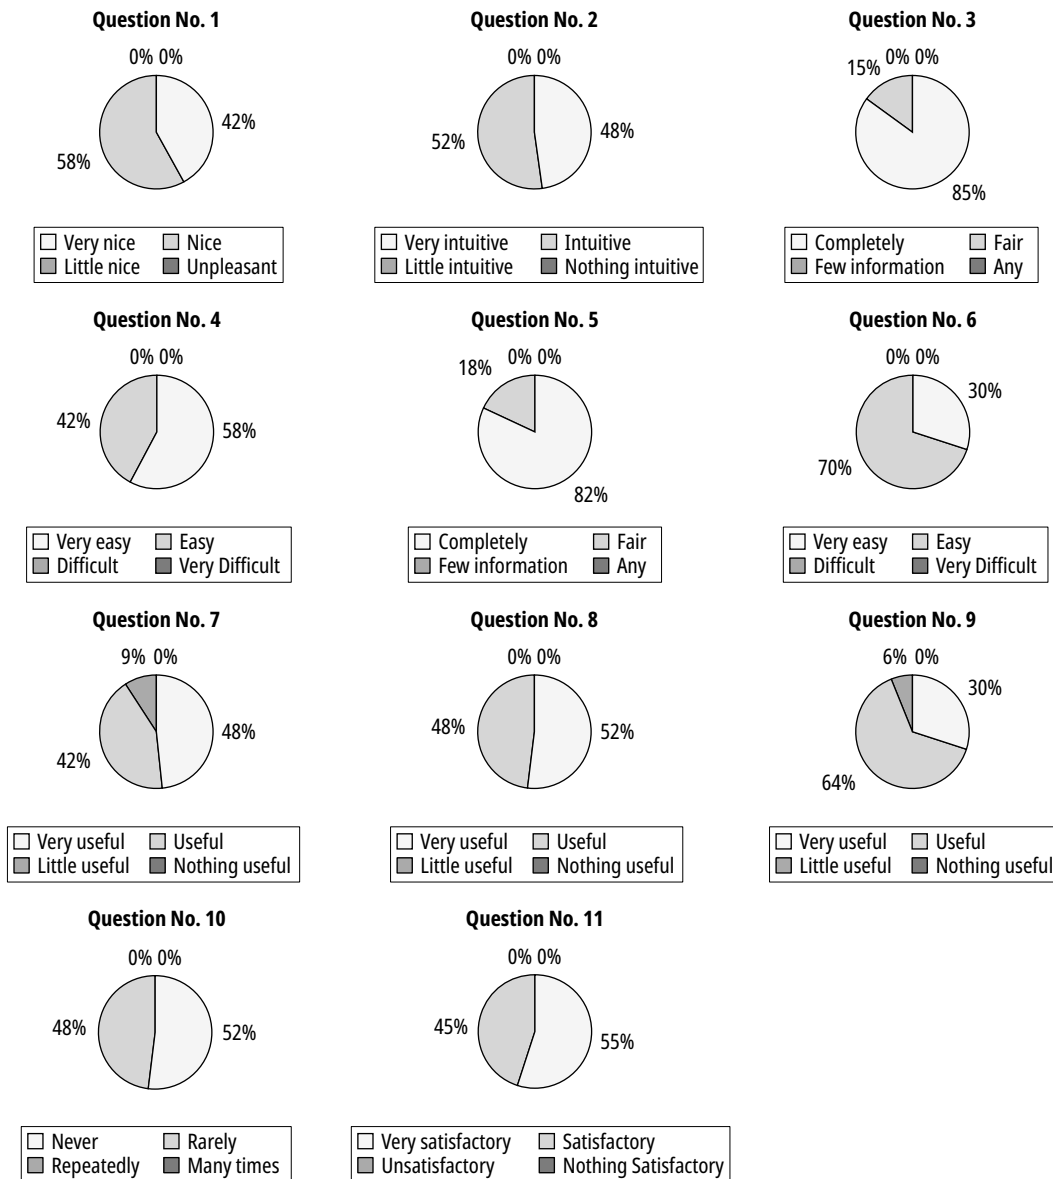 Question No. 1
0% 0%
42%
58%
Very nice Nice
Little nice Unpleasant
Question No. 2
0% 0%
48%
52%
Very intuitive Intuitive
Little intuitive Nothing intuitive
Question No. 3
0% 0%
15%
85%
Completely Fair
Few information Any
Question No. 4
0% 0%
42%
58%
Very easy Easy
Difficult Very Difficult
Question No. 5
0% 0%
18%
82%
Completely Fair
Few information Any
Question No. 6
0% 0%
30%
70%
Very easy Easy
Difficult Very Difficult
Question No. 7
9% 0%
48%
42%
Very useful Useful
Little useful Nothing useful
Question No. 8
0% 0%
48%
52%
Very useful Useful
Little useful Nothing useful
Question No. 9
6% 0%
30%
64%
Very useful Useful
Little useful Nothing useful
Question No. 10
0% 0%
48%
52%
Never Rarely
Repeatedly Many times
Question No. 11
0% 0%
45%
55%
Very satisfactory Satisfactory
Unsatisfactory Nothing Satisfactory